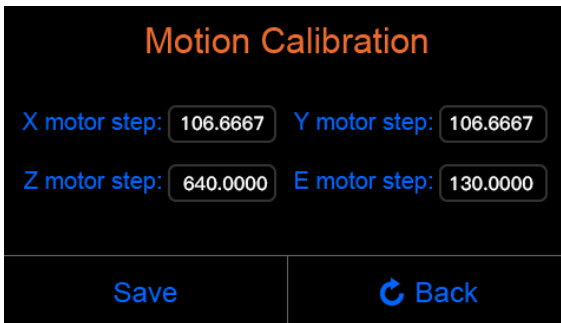 Motion Calibration
X motor step: 106.6667 Y motor step: 106.6667
Z motor step: 640.0000 E motor step: 130.0000
Save Back